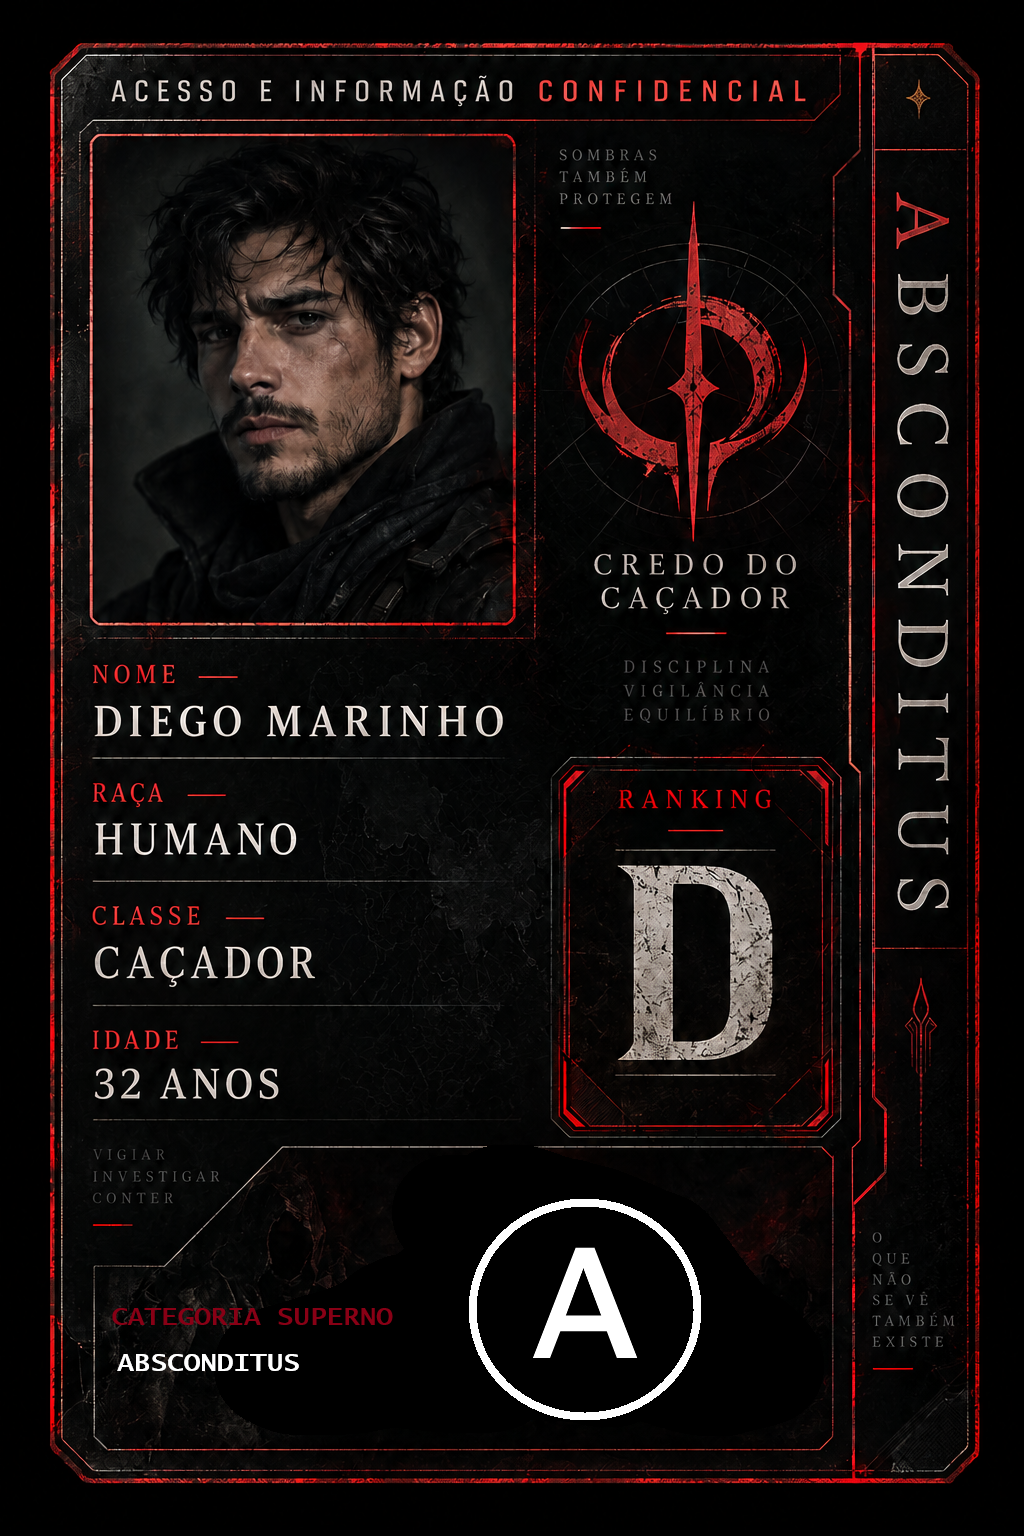 ACESSO E INFORMAÇÃO CONFIDENCIAL
SOMBRAS
TAMBÉM
PROTEGEM
CREDO DO
CAÇADOR
DISCIPLINA
VIGILÂNCIA
EQUILÍBRIO
NOME
DIEGO MARINHO
RAÇA
HUMANO
CLASSE
CAÇADOR
IDADE
32 ANOS
RANKING
D
VIGIAR
INVESTIGAR
CONTER
CATEGORIA SUPERNO
ABSCONDITUS
A
ABSCONDITUS
O
QUE
NÃO
SE VÊ
TAMBÉM
EXISTE